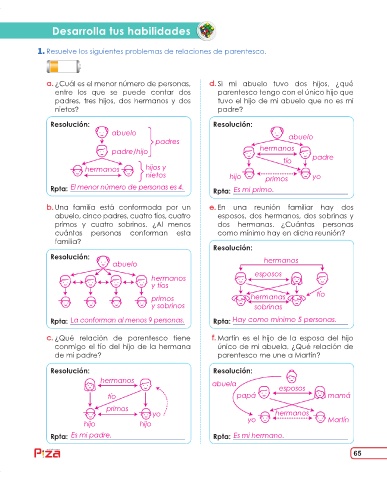 Desarrolla tus habilidades
1. Resuelve los siguientes problemas de relaciones de parentesco.
a. ¿Cuál es el menor número de personas,
entre los que se puede contar dos
padres, tres hijos, dos hermanos y dos
nietos?
Resolución:
abuelo
padres
padre/hijo
hermanos
hijos y
nietos
Rpta: El menor número de personas es 4.
b. Una familia está conformada por un
abuelo, cinco padres, cuatro tíos, cuatro
primos y cuatro sobrinos. ¿Al menos
cuántas personas conforman esta
familia?
Resolución:
abuelo
hermanos
y tíos
primos
y sobrinos
Rpta: La conforman al menos 9 personas.
c. ¿Qué relación de parentesco tiene
conmigo el tío del hijo de la hermana
de mi padre?
Resolución:
hermanos
tío
primos
yo
hijo
hijo
Rpta: Es mi padre.
d. Si mi abuelo tuvo dos hijos, ¿qué
parentesco tengo con el único hijo que
tuvo el hijo de mi abuelo que no es mi
padre?
Resolución:
abuelo
hermanos
padre
tío
hijo
primos
yo
Rpta: Es mi primo.
e. En una reunión familiar hay dos
esposos, dos hermanos, dos sobrinas y
dos hermanas. ¿Cuántas personas
como mínimo hay en dicha reunión?
Resolución:
hermanos
esposos
tío
hermanas
sobrinas
Rpta: Hay como mínimo 5 personas.
f. Martín es el hijo de la esposa del hijo
único de mi abuela. ¿Qué relación de
parentesco me une a Martín?
Resolución:
abuela
esposos
papá
mamá
hermanos
yo
Martín
Rpta: Es mi hermano.
65